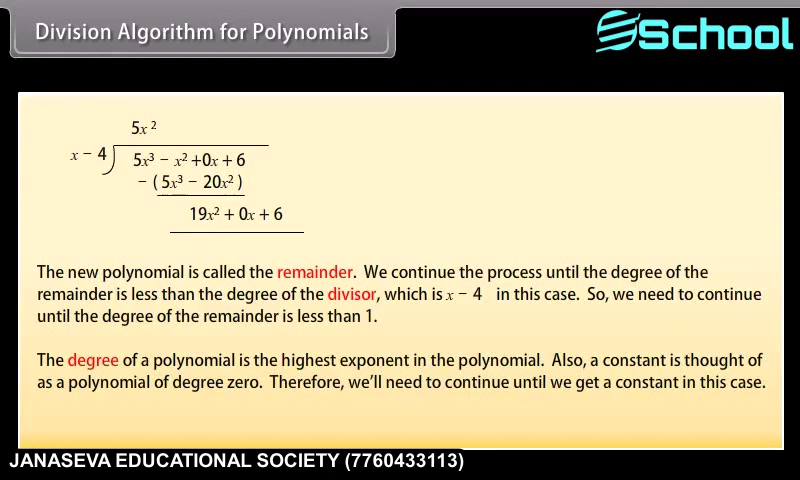 Division Algorithm for Polynomials
School
5x²
x − 4
5x³ − x² +0x + 6
− ( 5x³ − 20x² )
19x² + 0x + 6
The new polynomial is called the remainder. We continue the process until the degree of the
remainder is less than the degree of the divisor, which is x − 4 in this case. So, we need to continue
until the degree of the remainder is less than 1.
The degree of a polynomial is the highest exponent in the polynomial. Also, a constant is thought of
as a polynomial of degree zero. Therefore, we’ll need to continue until we get a constant in this case.
JANASEVA EDUCATIONAL SOCIETY (7760433113)